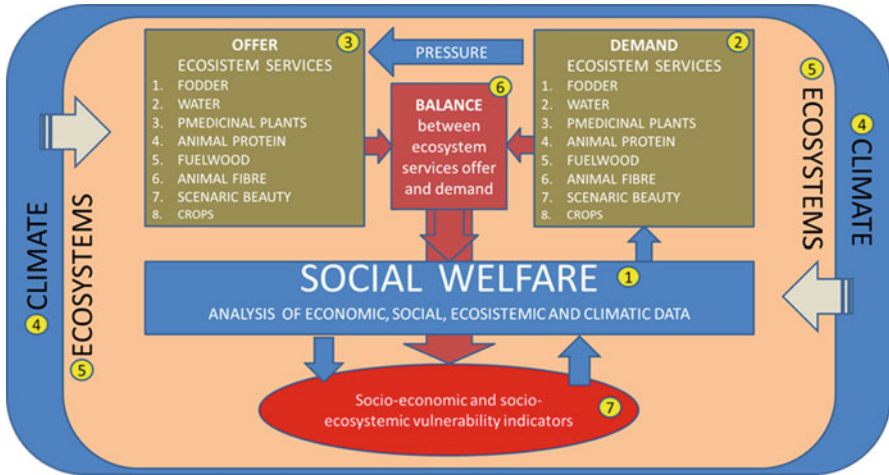 OFFER
3
ECOSISTEM SERVICES
1. FODDER
2. WATER
3. PMEDICINAL PLANTS
4. ANIMAL PROTEIN
5. FUELWOOD
6. ANIMAL FIBRE
7. SCENARIC BEAUTY
8. CROPS
PRESSURE
6
BALANCE
between
ecosystem
services offer
and demand
DEMAND
2
ECOSISTEM SERVICES
1. FODDER
2. WATER
3. PMEDICINAL PLANTS
4. ANIMAL PROTEIN
5. FUELWOOD
6. ANIMAL FIBRE
7. SCENARIC BEAUTY
8. CROPS
4 CLIMATE
5 ECOSYSTEMS
5 ECOSYSTEMS
4 CLIMATE
SOCIAL WELFARE 1
ANALYSIS OF ECONOMIC, SOCIAL, ECOSISTEMIC AND CLIMATIC DATA
Socio-economic and socio-
ecosystemic vulnerability indicators
7